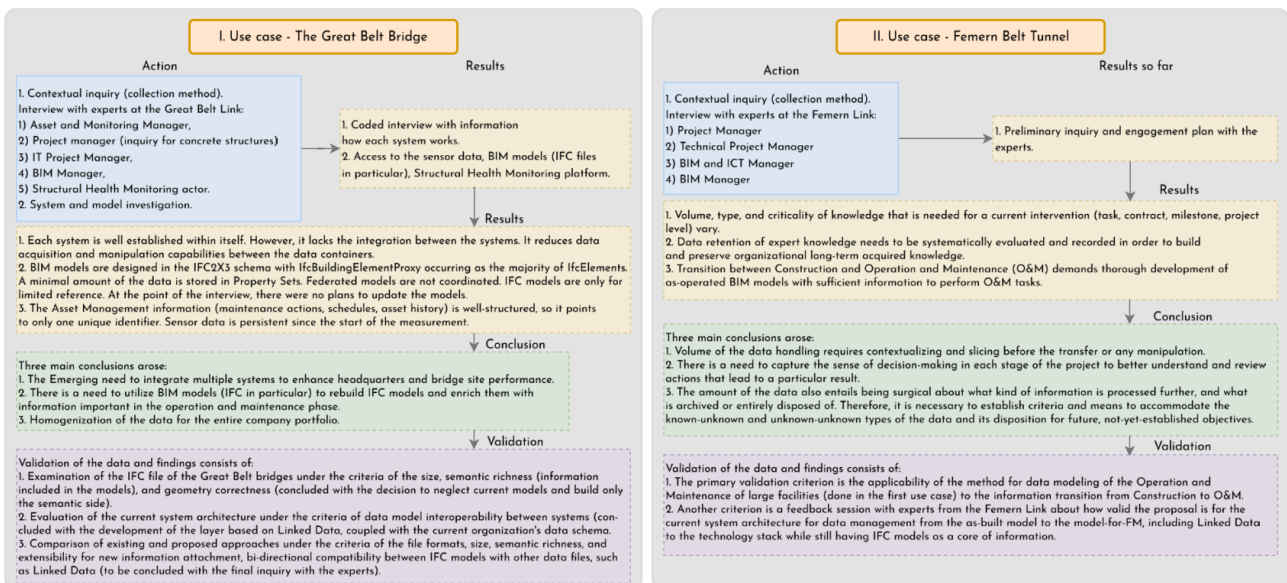 I. Use case - The Great Belt Bridge
Action
Results
1. Contextual inquiry (collection method).
Interview with experts at the Great Belt Link:
1) Asset and Monitoring Manager,
2) Project manager (inquiry for concrete structures)
3) IT Project Manager,
4) BIM Manager,
5) Structural Health Monitoring actor.
2. System and model investigation.
1. Coded interview with information
how each system works.
2. Access to the sensor data, BIM models (IFC files
in particular), Structural Health Monitoring platform.
Results
1. Each system is well established within itself. However, it lacks the integration between the systems. It reduces data
acquisition and manipulation capabilities between the data containers.
2. BIM models are designed in the IFC2X3 schema with IfcBuildingElementProxy occurring as the majority of IfcElements.
A minimal amount of the data is stored in Property Sets. Federated models are not coordinated. IFC models are only for
limited reference. At the point of the interview, there were no plans to update the models.
3. The Asset Management information (maintenance actions, schedules, asset history) is well-structured, so it points
to only one unique identifier. Sensor data is persistent since the start of the measurement.
Conclusion
Three main conclusions arose:
1. The Emerging need to integrate multiple systems to enhance headquarters and bridge site performance.
2. There is a need to utilize BIM models (IFC in particular) to rebuild IFC models and enrich them with
information important in the operation and maintenance phase.
3. Homogenization of the data for the entire company portfolio.
Validation
Validation of the data and findings consists of:
1. Examination of the IFC file of the Great Belt bridges under the criteria of the size, semantic richness (information
included in the models), and geometry correctness (concluded with the decision to neglect current models and build only
the semantic side).
2. Evaluation of the current system architecture under the criteria of data model interoperability between systems (con-
cluded with the development of the layer based on Linked Data, coupled with the current organization's data schema.
3. Comparison of existing and proposed approaches under the criteria of the file formats, size, semantic richness, and
extensibility for new information attachment, bi-directional compatibility between IFC models with other data files, such
as Linked Data (to be concluded with the final inquiry with the experts).
II. Use case - Femern Belt Tunnel
Action
Results so far
1. Contextual inquiry (collection method).
Interview with experts at the Femern Link:
1) Project Manager
2) Technical Project Manager
3) BIM and ICT Manager
4) BIM Manager
1. Preliminary inquiry and engagement plan with the
experts.
Results
1. Volume, type, and criticality of knowledge that is needed for a current intervention (task, contract, milestone, project
level) vary.
2. Data retention of expert knowledge needs to be systematically evaluated and recorded in order to build
and preserve organizational long-term acquired knowledge.
3. Transition between Construction and Operation and Maintenance (O&M) demands thorough development of
as-operated BIM models with sufficient information to perform O&M tasks.
Conclusion
Three main conclusions arose:
1. Volume of the data handling requires contextualizing and slicing before the transfer or any manipulation.
2. There is a need to capture the sense of decision-making in each stage of the project to better understand and review
actions that lead to a particular result.
3. The amount of the data also entails being surgical about what kind of information is processed further, and what
is archived or entirely disposed of. Therefore, it is necessary to establish criteria and means to accommodate the
known-unknown and unknown-unknown types of the data and its disposition for future, not-yet-established objectives.
Validation
Validation of the data and findings consists of:
1. The primary validation criterion is the applicability of the method for data modeling of the Operation and
Maintenance of large facilities (done in the first use case) to the information transition from Construction to O&M.
2. Another criterion is a feedback session with experts from the Femern Link about how valid the proposal is for the
current system architecture for data management from the as-built model to the model-for-FM, including Linked Data
to the technology stack while still having IFC models as a core of information.